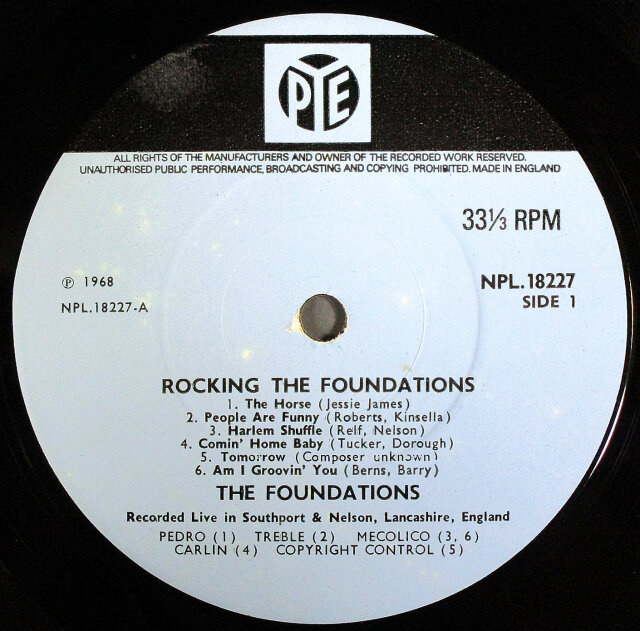 PYE
ALL RIGHTS OF THE MANUFACTURERS AND OWNER OF THE RECORDED WORK RESERVED.
UNAUTHORISED PUBLIC PERFORMANCE, BROADCASTING AND COPYING PROHIBITED. MADE IN ENGLAND
33⅓ RPM
℗ 1968
NPL.18227
NPL.18227-A
SIDE 1
ROCKING THE FOUNDATIONS
1. The Horse (Jessie James)
2. People Are Funny (Roberts, Kinsella)
3. Harlem Shuffle (Relf, Nelson)
4. Comin' Home Baby (Tucker, Dorough)
5. Tomorrow (Composer unknown)
6. Am I Groovin' You (Berns, Barry)
THE FOUNDATIONS
Recorded Live in Southport & Nelson, Lancashire, England
PEDRO (1) TREBLE (2) MECOLICO (3, 6)
CARLIN (4) COPYRIGHT CONTROL (5)